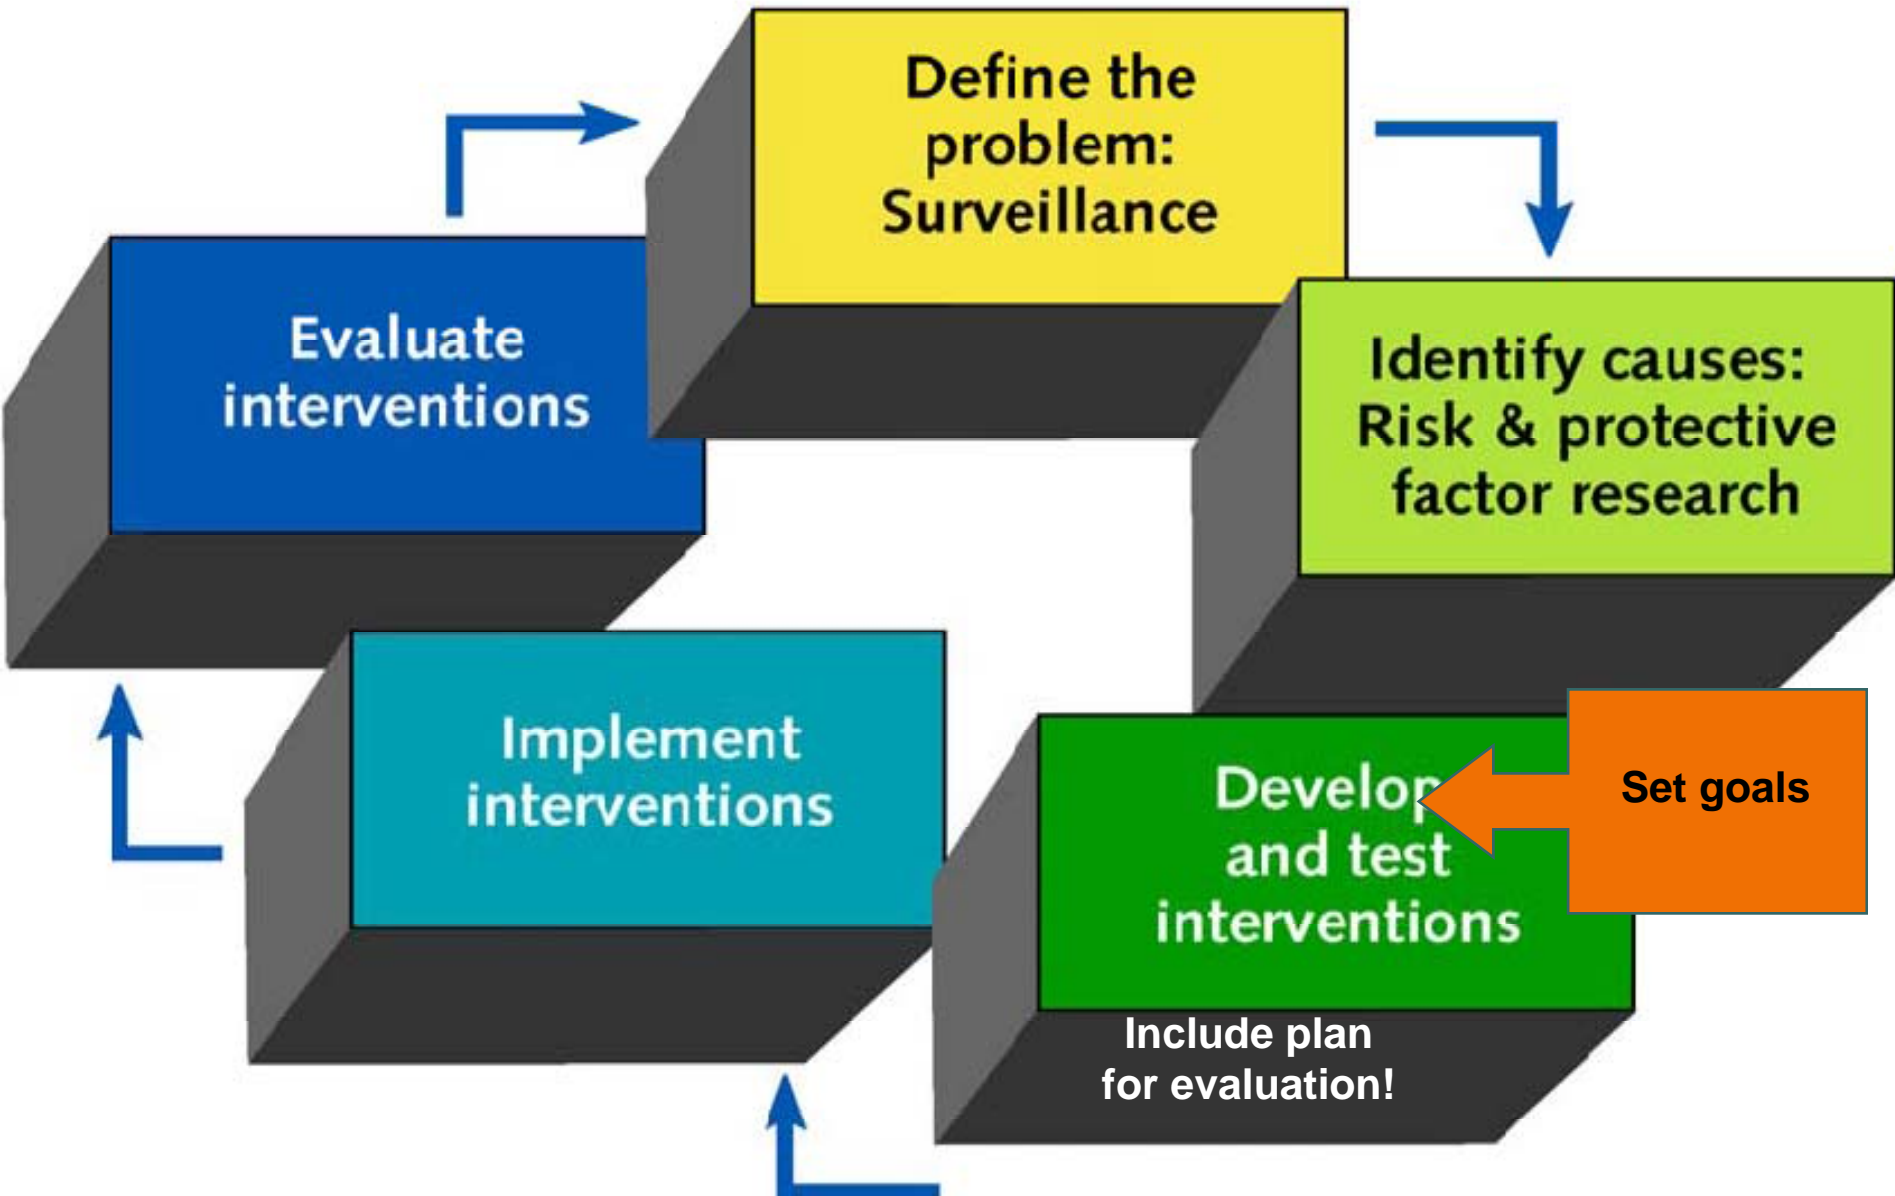 Define the
problem:
Surveillance
Identify causes:
Risk & protective
factor research
Set goals
Develop
and test
interventions
Include plan
for evaluation!
Implement
interventions
Evaluate
interventions